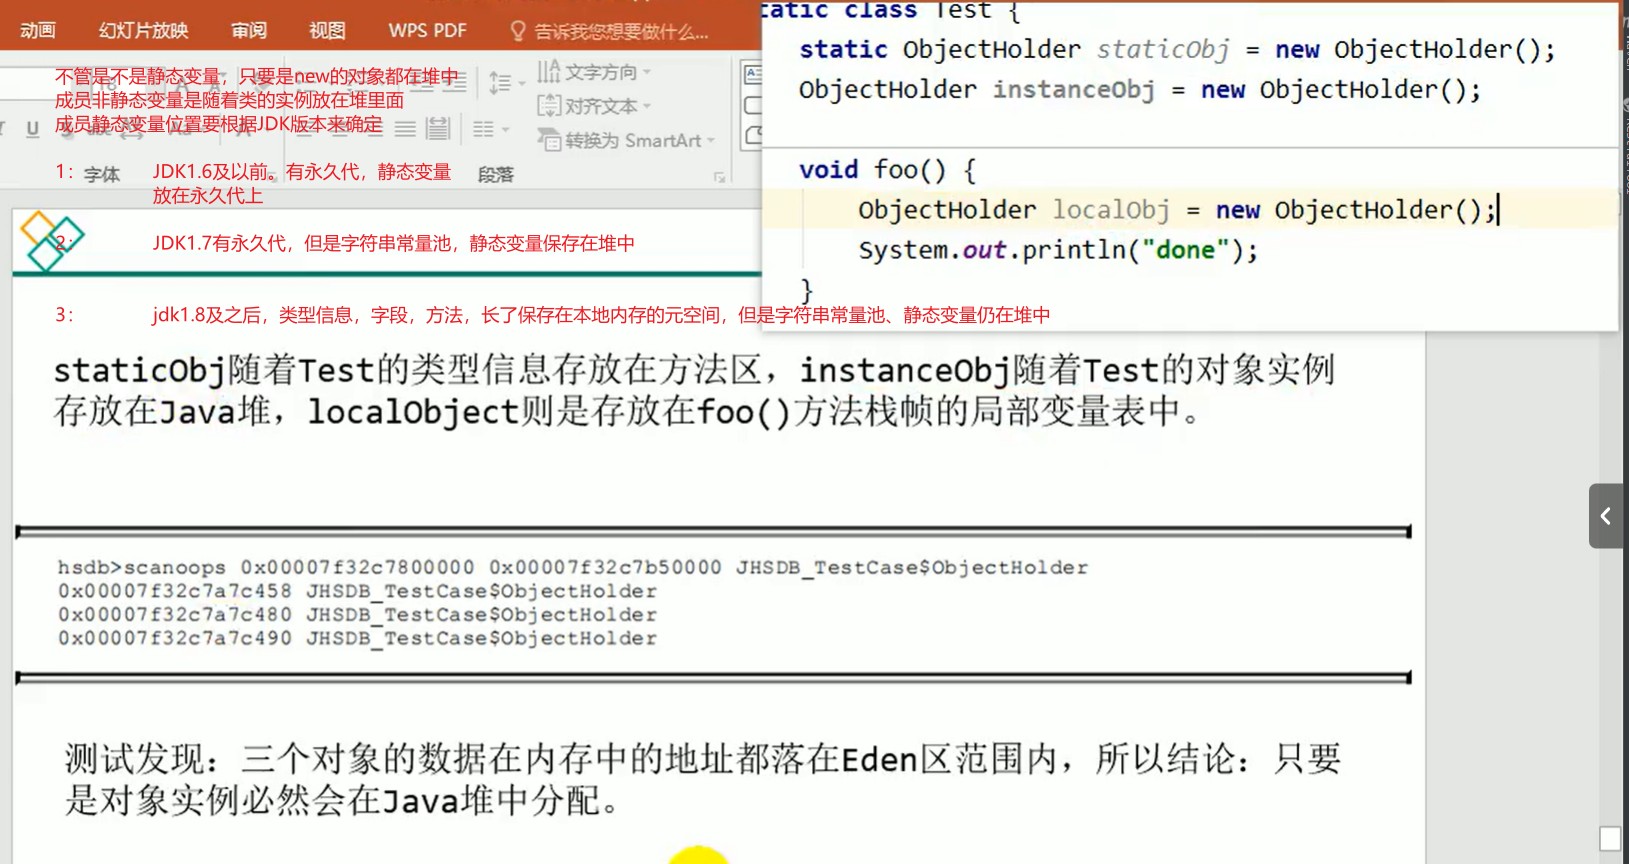 动画 幻灯片放映 审阅 视图 WPS PDF 告诉我您想要做什么...
文字方向
对齐文本
转换为 SmartArt
字体
段落
不管是不是静态变量，只要是new的对象都在堆中
成员非静态变量是随着类的实例放在堆里面
成员静态变量位置要根据JDK版本来确定
1： JDK1.6及以前。有永久代，静态变量
放在永久代上
2： JDK1.7有永久代，但是字符串常量池，静态变量保存在堆中
3： jdk1.8及之后，类型信息，字段，方法，长了保存在本地内存的元空间，但是字符串常量池、静态变量仍在堆中
tatic class Test {
static ObjectHolder staticObj = new ObjectHolder();
ObjectHolder instanceObj = new ObjectHolder();
void foo() {
ObjectHolder localObj = new ObjectHolder();
System.out.println("done");
}
staticObj随着Test的类型信息存放在方法区，instanceObj随着Test的对象实例
存放在Java堆，localObject则是存放在foo()方法栈帧的局部变量表中。
hsdb>scanoops 0x00007f32c7800000 0x00007f32c7b50000 JHSDB_TestCase$ObjectHolder
0x00007f32c7a7c458 JHSDB_TestCase$ObjectHolder
0x00007f32c7a7c480 JHSDB_TestCase$ObjectHolder
0x00007f32c7a7c490 JHSDB_TestCase$ObjectHolder
测试发现：三个对象的数据在内存中的地址都落在Eden区范围内，所以结论：只要
是对象实例必然会在Java堆中分配。